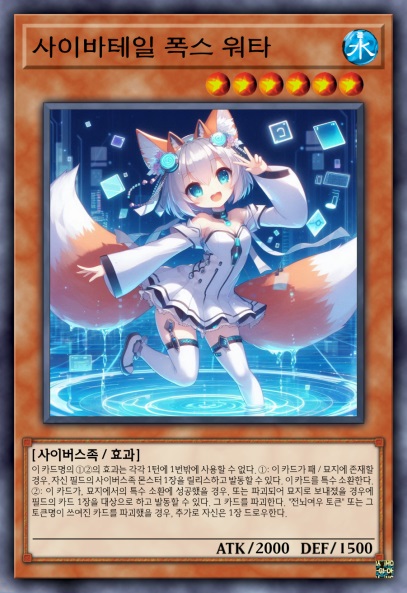 사이바테일 폭스 워타
水
[사이버스족 / 효과]
이 카드명의 ①②의 효과는 각각 1턴에 1번밖에 사용할 수 없다. ①: 이 카드가 패 / 묘지에 존재할
경우, 자신 필드의 사이버스족 몬스터 1장을 릴리스하고 발동할 수 있다. 이 카드를 특수 소환한다.
②: 이 카드가, 묘지에서의 특수 소환에 성공했을 경우, 또는 파괴되어 묘지로 보내졌을 경우에
필드의 카드 1장을 대상으로 하고 발동할 수 있다. 그 카드를 파괴한다. "전뇌여우 토큰" 또는 그
토큰명이 쓰여진 카드를 파괴했을 경우, 추가로 자신은 1장 드로우한다.
ATK/2000 DEF/1500